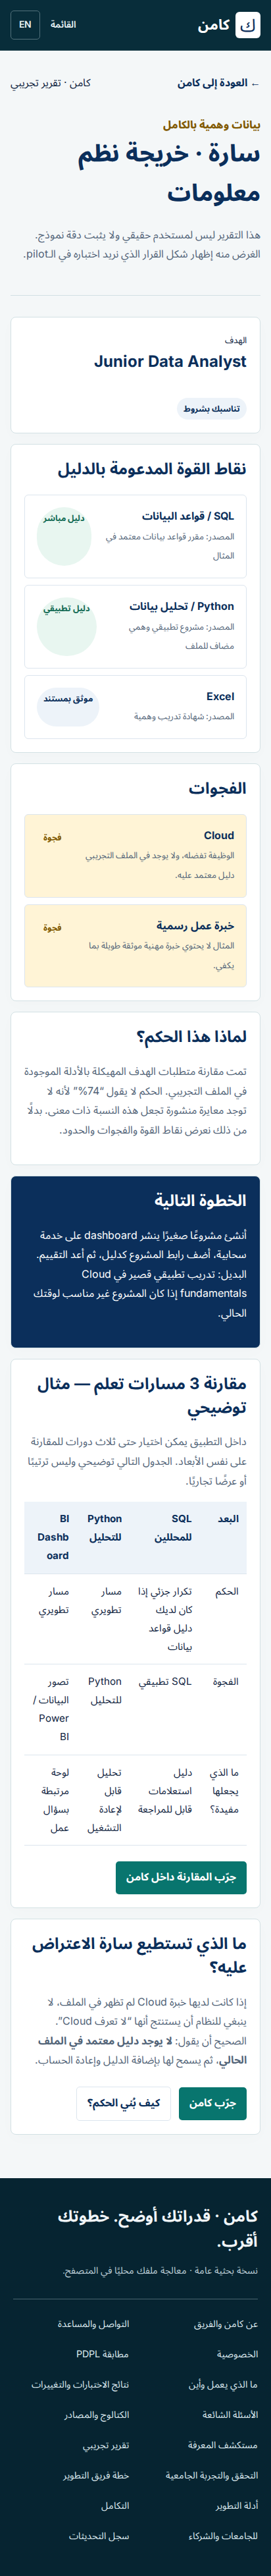 ك كامن
القائمة
EN
← العودة إلى كامن
كامن · تقرير تجريبي
بيانات وهمية بالكامل
سارة · خريجة نظم
معلومات
هذا التقرير ليس لمستخدم حقيقي ولا يثبت دقة نموذج.
الغرض منه إظهار شكل القرار الذي نريد اختباره في الـpilot.
الهدف
Junior Data Analyst
تناسبك بشروط
نقاط القوة المدعومة بالدليل
SQL / قواعد البيانات
المصدر: مقرر قواعد بيانات معتمد في
المثال
دليل مباشر
Python / تحليل بيانات
المصدر: مشروع تطبيقي وهمي
مضاف للملف
دليل تطبيقي
Excel
المصدر: شهادة تدريب وهمية
موثق بمستند
الفجوات
Cloud
الوظيفة تفضله، ولا يوجد في الملف التجريبي
دليل معتمد عليه.
فجوة
خبرة عمل رسمية
المثال لا يحتوي خبرة مهنية موثقة طويلة بما
يكفي.
فجوة
لماذا هذا الحكم؟
تمت مقارنة متطلبات الهدف المهيكلة بالأدلة الموجودة
في الملف التجريبي. الحكم لا يقول “74%” لأنه لا
توجد معايرة منشورة تجعل هذه النسبة ذات معنى. بدلًا
من ذلك نعرض نقاط القوة والفجوات والحدود.
الخطوة التالية
أنشئ مشروعًا صغيرًا ينشر dashboard على خدمة
سحابية، أضف رابط المشروع كدليل، ثم أعد التقييم.
البديل: تدريب تطبيقي قصير في Cloud
fundamentals إذا كان المشروع غير مناسب لوقتك
الحالي.
مقارنة 3 مسارات تعلم — مثال
توضيحي
داخل التطبيق يمكن اختيار حتى ثلاث دورات للمقارنة
على نفس الأبعاد. الجدول التالي توضيحي وليس ترتيبًا
أو عرضًا تجاريًا.
البعد
SQL
للمحللين
Python
للتحليل
BI
Dashb
oard
الحكم
تكرار جزئي إذا
كان لديك
دليل قواعد
بيانات
مسار
تطويري
مسار
تطويري
الفجوة
SQL تطبيقي
Python
للتحليل
تصور
البيانات /
Power
BI
ما الذي
يجعلها
مفيدة؟
دليل
استعلامات
قابل للمراجعة
تحليل
قابل
لإعادة
التشغيل
لوحة
مرتبطة
بسؤال
عمل
جرّب المقارنة داخل كامن
ما الذي تستطيع سارة الاعتراض
عليه؟
إذا كانت لديها خبرة Cloud لم تظهر في الملف، لا
ينبغي للنظام أن يستنتج أنها “لا تعرف Cloud”.
الصحيح أن يقول: لا يوجد دليل معتمد في الملف
الحالي، ثم يسمح لها بإضافة الدليل وإعادة الحساب.
جرّب كامن
كيف بُني الحكم؟
كامن · قدراتك أوضح. خطوتك
أقرب.
نسخة بحثية عامة · معالجة ملفك محليًا في المتصفح.
عن كامن والفريق
التواصل والمساعدة
الخصوصية
مطابقة PDPL
ما الذي يعمل وأين
نتائج الاختبارات والتغييرات
الأسئلة الشائعة
الكتالوج والمصادر
مستكشف المعرفة
تقرير تجريبي
التحقق والتجربة الجامعية
خطة فريق التطوير
أدلة التطوير
التكامل
للجامعات والشركاء
سجل التحديثات